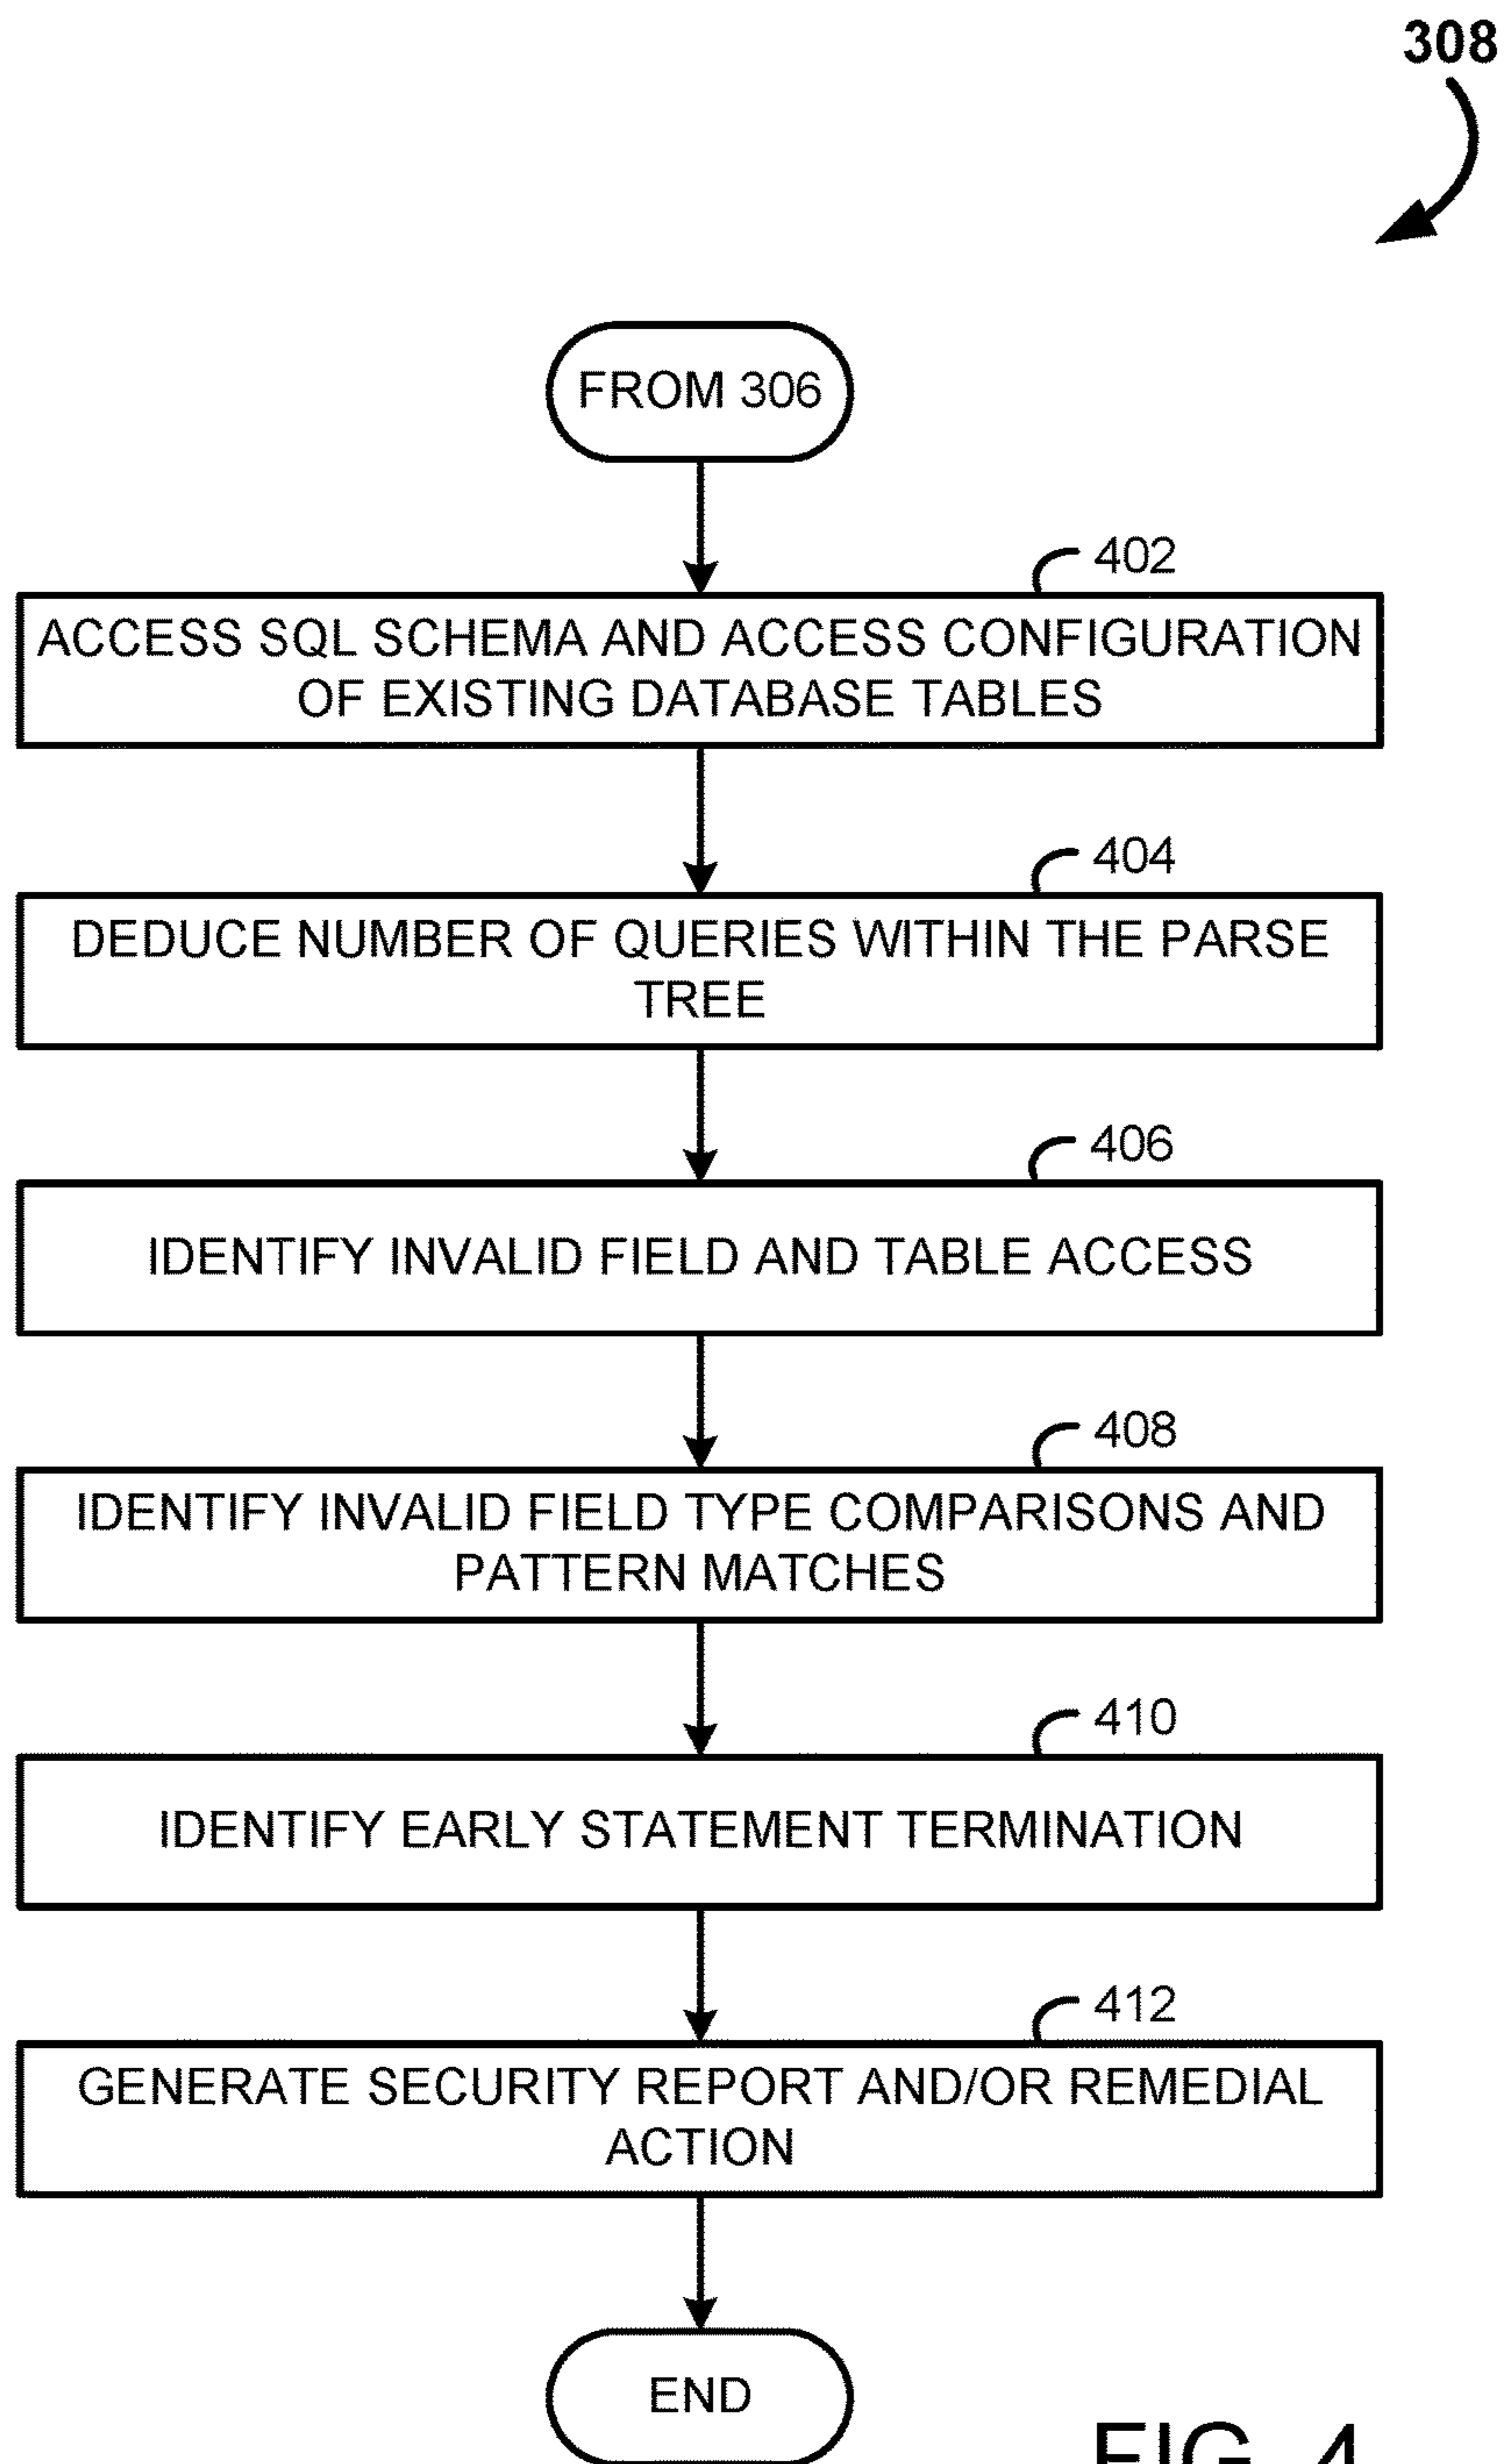 308
FROM 306
402
ACCESS SQL SCHEMA AND ACCESS CONFIGURATION
OF EXISTING DATABASE TABLES
404
DEDUCE NUMBER OF QUERIES WITHIN THE PARSE
TREE
406
IDENTIFY INVALID FIELD AND TABLE ACCESS
408
IDENTIFY INVALID FIELD TYPE COMPARISONS AND
PATTERN MATCHES
410
IDENTIFY EARLY STATEMENT TERMINATION
412
GENERATE SECURITY REPORT AND/OR REMEDIAL
ACTION
END
FIG. 4